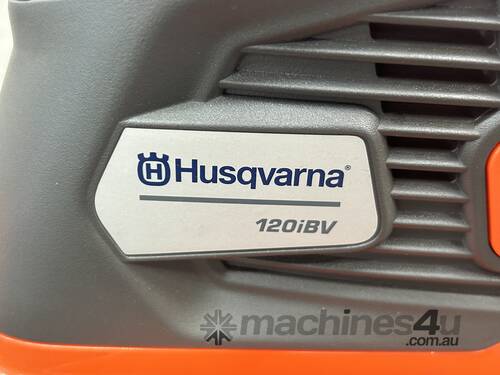 H Husqvarna®
120iBV
machines4u
.com.au